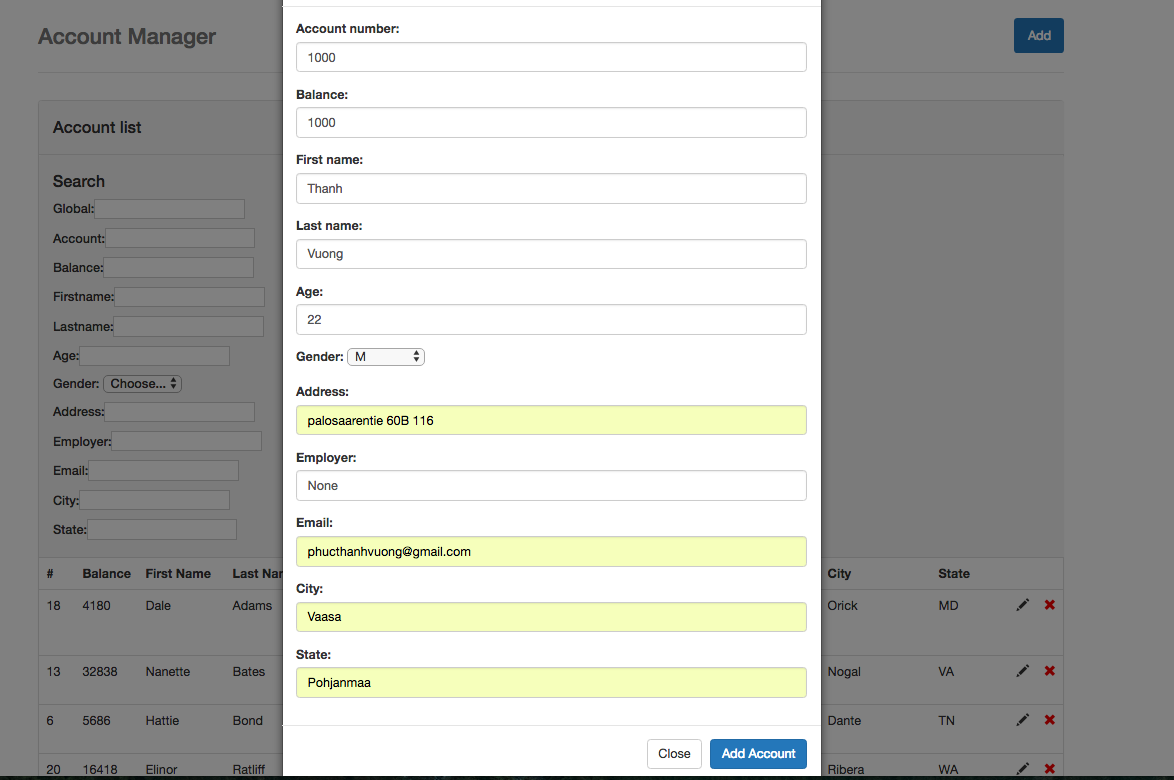 Account Manager
Add
Account list
Search
Global:
Account:
Balance:
Firstname:
Lastname:
Age:
Gender: Choose...
Address:
Employer:
Email:
City:
State:
# Balance First Name Last Nar City State
18 4180 Dale Adams Orick MD
13 32838 Nanette Bates Nogal VA
6 5686 Hattie Bond Dante TN
20 16418 Elinor Ratliff Ribera WA
Account number:
1000
Balance:
1000
First name:
Thanh
Last name:
Vuong
Age:
22
Gender: M
Address:
palosaarentie 60B 116
Employer:
None
Email:
phucthanhvuong@gmail.com
City:
Vaasa
State:
Pohjanmaa
Close Add Account